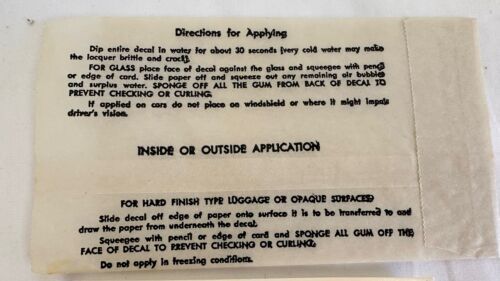 Directions for Applying
Dip entire decal in water for about 30 seconds (very cold water may make
the lacquer brittle and crack).
FOR GLASS place face of decal against the glass and squeegee with pencil
or edge of card. Slide paper off and squeeze out any remaining air bubbles
and surplus water. SPONGE OFF ALL THE GUM FROM BACK OF DECAL TO
PREVENT CHECKING OR CURLING.
If applied on cars do not place on windshield or where it might impair
driver's vision.
INSIDE OR OUTSIDE APPLICATION
FOR HARD FINISH TYPE LUGGAGE OR OPAQUE SURFACES
Slide decal off edge of paper onto surface it is to be transferred to and
draw the paper from underneath the decal.
Squeegee with pencil or edge of card and SPONGE ALL GUM OFF THE
FACE OF DECAL TO PREVENT CHECKING OR CURLING.
Do not apply in freezing conditions.